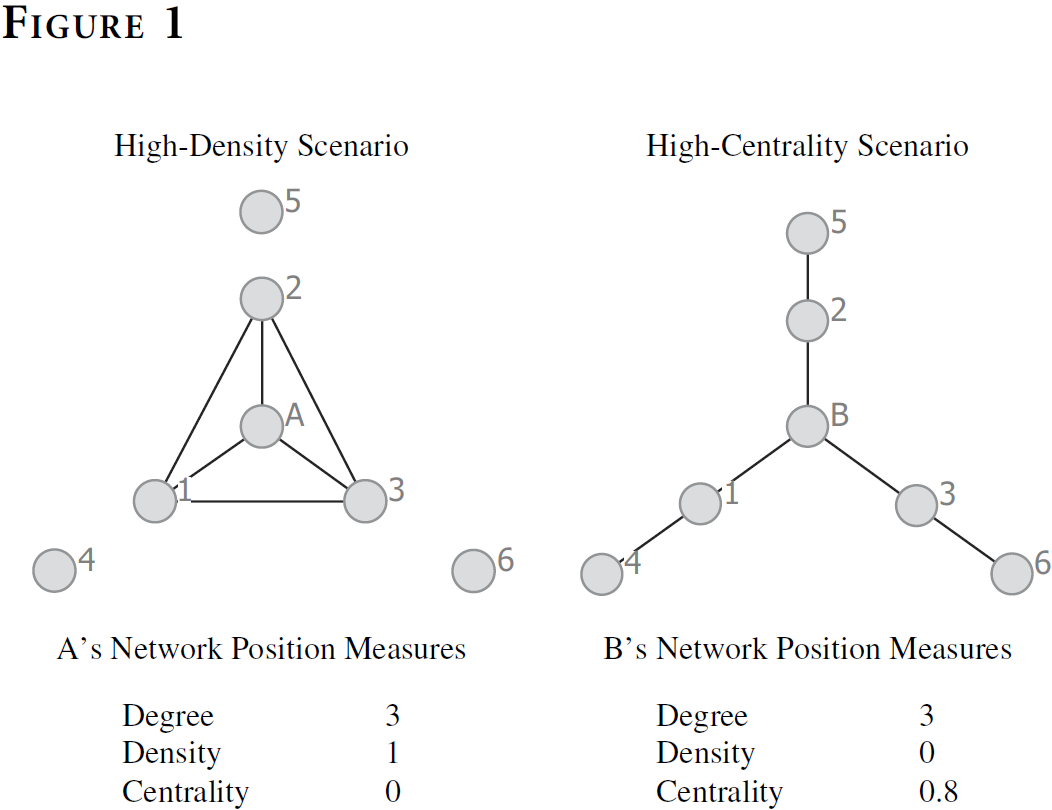 FIGURE 1
High-Density Scenario
High-Centrality Scenario
5
2
A
1
3
4
6
5
2
B
1
3
4
6
A's Network Position Measures
Degree 3
Density 1
Centrality 0
B's Network Position Measures
Degree 3
Density 0
Centrality 0.8